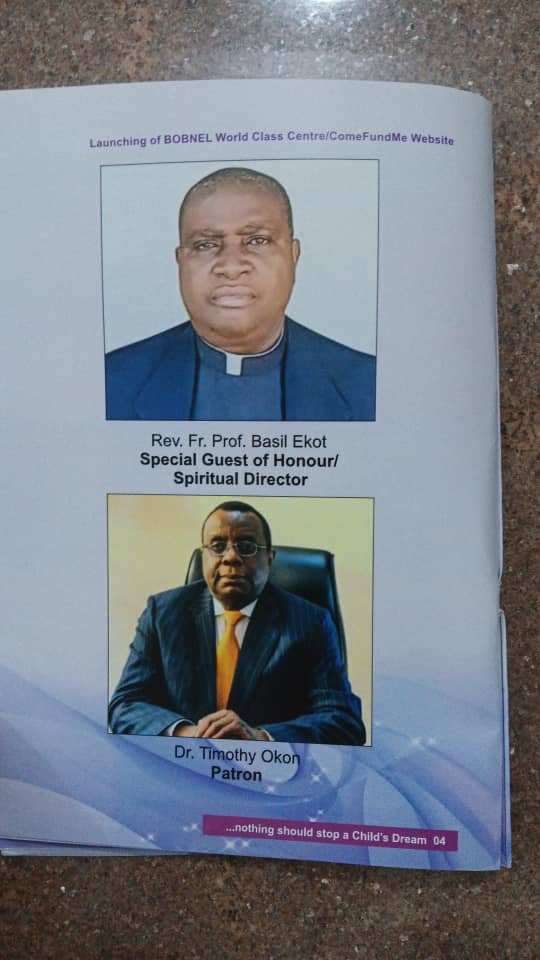 Launching of BOBNEL World Class Centre/ComeFundMe Website
Rev. Fr. Prof. Basil Ekot
Special Guest of Honour/
Spiritual Director
Dr. Timothy Okon
Patron
...nothing should stop a Child's Dream 04